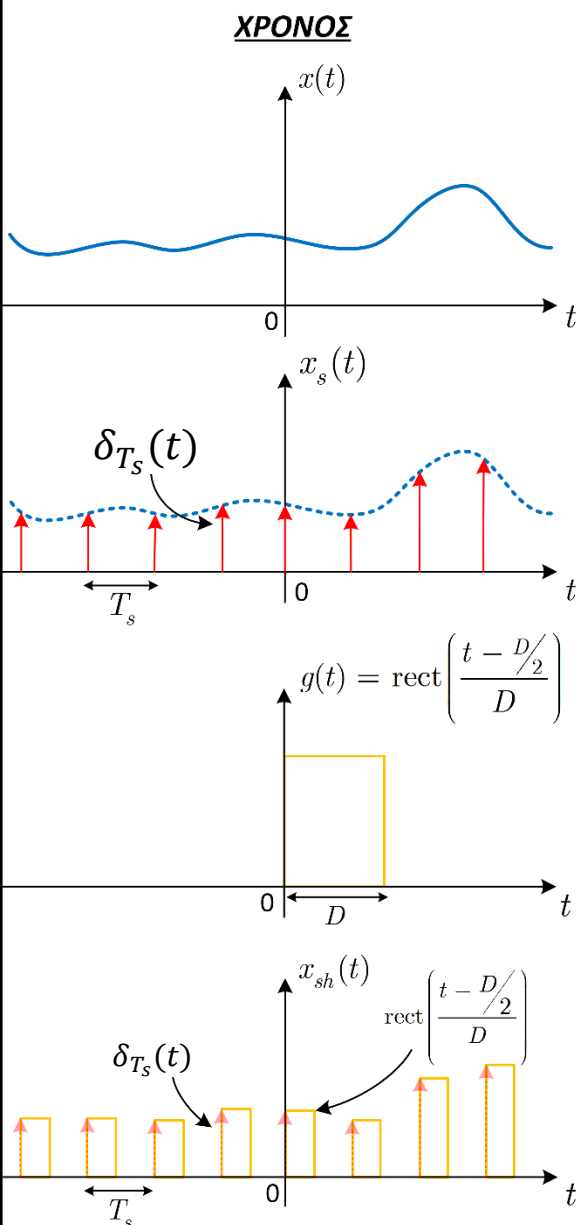 ΧΡΟΝΟΣ
x(t)
0
t
x_s(t)
δ_{T_s}(t)
T_s
0
t
g(t) = rect((t − D/2)/D)
0
D
t
x_{sh}(t)
rect((t − D/2)/D)
δ_{T_s}(t)
T_s
0
t